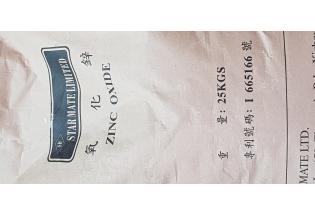 STAR MATE LIMITED
氧化鋅
ZINC OXIDE
重量: 25KGS
專利號碼: I 665166 號
MATE LTD.